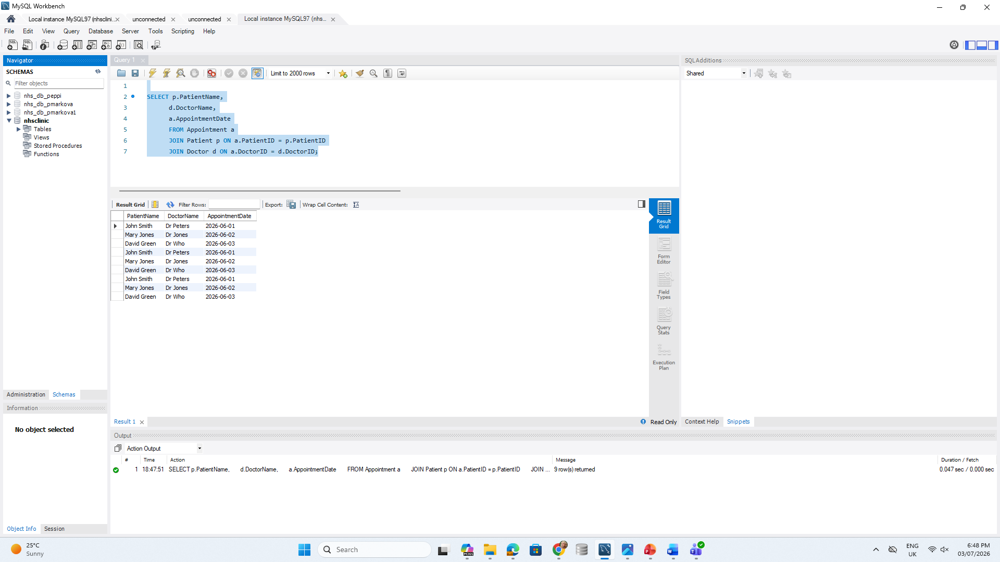 MySQL Workbench
Local instance MySQL97 (nhsclini... unconnected unconnected Local instance MySQL97 (nhs...
File Edit View Query Database Server Tools Scripting Help
Navigator
SCHEMAS
Filter objects
nhs_db_peppi
nhs_db_pmarkova
nhs_db_pmarkova1
nhsclinic
Tables
Views
Stored Procedures
Functions
Administration Schemas
Information
No object selected
Object Info Session
Query 1
Limit to 2000 rows
1
2 SELECT p.PatientName,
3 d.DoctorName,
4 a.AppointmentDate
5 FROM Appointment a
6 JOIN Patient p ON a.PatientID = p.PatientID
7 JOIN Doctor d ON a.DoctorID = d.DoctorID;
Result Grid Filter Rows: Export: Wrap Cell Content:
PatientName DoctorName AppointmentDate
John Smith Dr Peters 2026-06-01
Mary Jones Dr Jones 2026-06-02
David Green Dr Who 2026-06-03
John Smith Dr Peters 2026-06-01
Mary Jones Dr Jones 2026-06-02
David Green Dr Who 2026-06-03
John Smith Dr Peters 2026-06-01
Mary Jones Dr Jones 2026-06-02
David Green Dr Who 2026-06-03
Result
Grid
Form
Editor
Field
Types
Query
Stats
Execution
Plan
Result 1 Read Only
SQLAdditions
Shared
Context Help Snippets
Output
Action Output
# Time Action Message Duration / Fetch
1 18:47:51 SELECT p.PatientName, d.DoctorName, a.AppointmentDate FROM Appointment a JOIN Patient p ON a.PatientID = p.PatientID JOIN ... 9 row(s) returned 0.047 sec / 0.000 sec
25°C
Sunny
Search
M365
ENG
UK
6:48 PM
03/07/2026